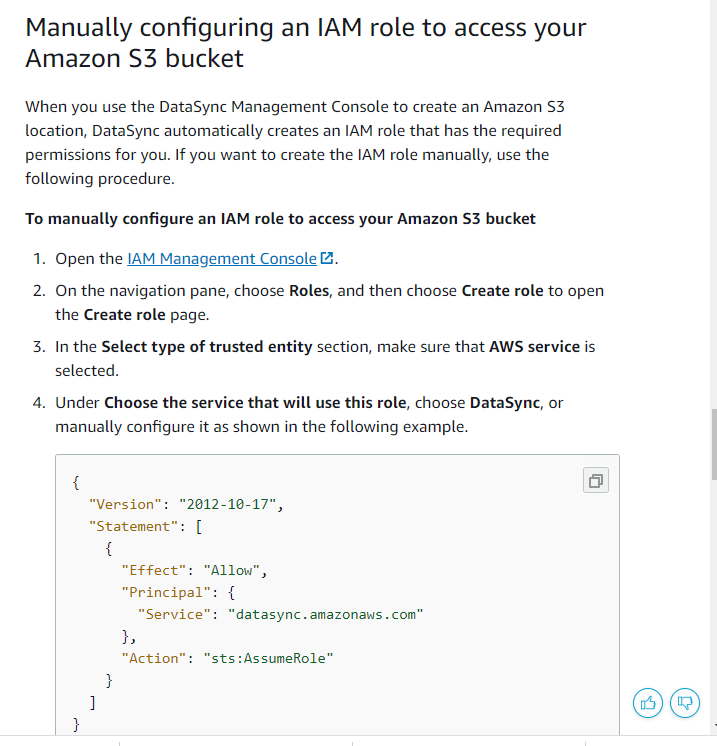 Manually configuring an IAM role to access your
Amazon S3 bucket
When you use the DataSync Management Console to create an Amazon S3
location, DataSync automatically creates an IAM role that has the required
permissions for you. If you want to create the IAM role manually, use the
following procedure.
To manually configure an IAM role to access your Amazon S3 bucket
1. Open the IAM Management Console.
2. On the navigation pane, choose Roles, and then choose Create role to open
the Create role page.
3. In the Select type of trusted entity section, make sure that AWS service is
selected.
4. Under Choose the service that will use this role, choose DataSync, or
manually configure it as shown in the following example.
{
  "Version": "2012-10-17",
  "Statement": [
    {
      "Effect": "Allow",
      "Principal": {
        "Service": "datasync.amazonaws.com"
      },
      "Action": "sts:AssumeRole"
    }
  ]
}